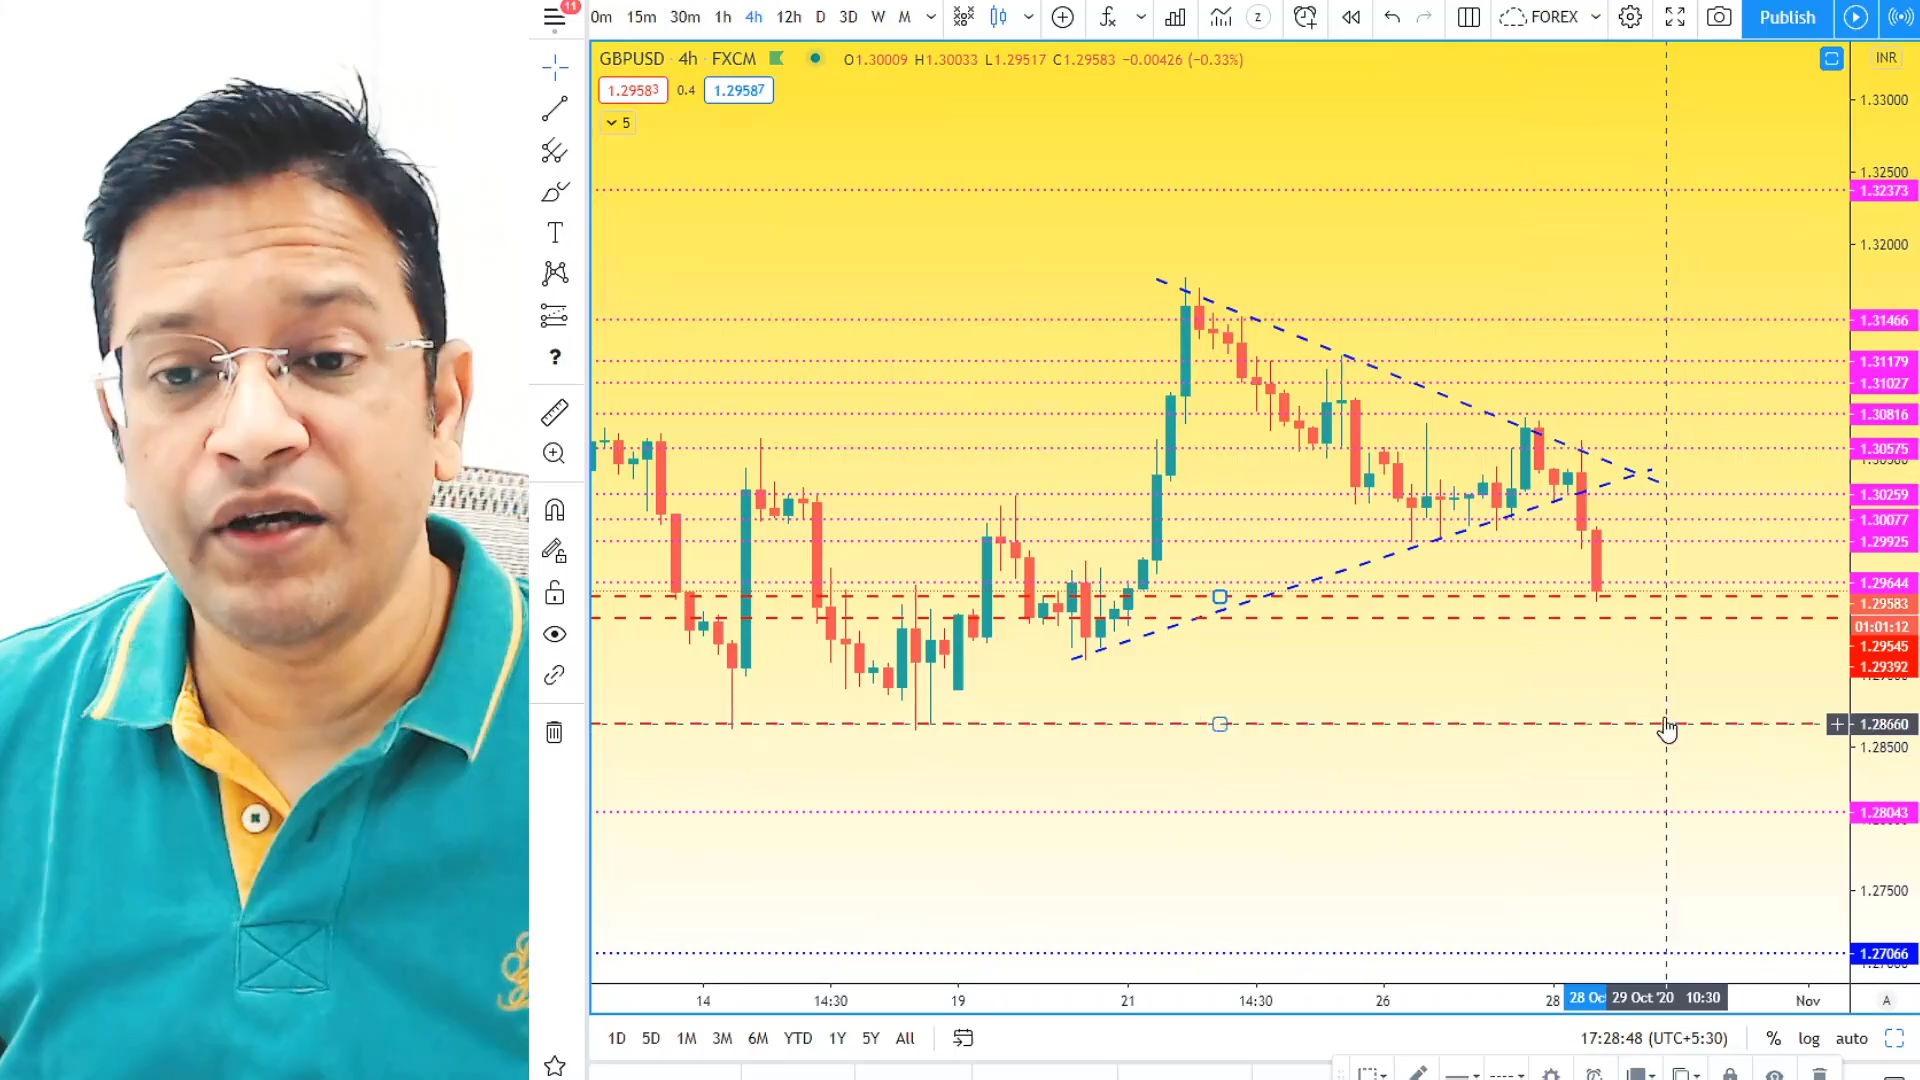 11
0m 15m 30m 1h 4h 12h D 3D W M
z
FOREX
Publish
GBPUSD · 4h · FXCM O1.30009 H1.30033 L1.29517 C1.29583 −0.00426 (−0.33%)
INR
1.29583 0.4 1.29587
5
T
?
1.33000
1.32500
1.32373
1.32000
1.31466
1.31179
1.31027
1.30816
1.30575
1.30259
1.30077
1.29925
1.29644
1.29583
01:01:12
1.29545
1.29392
1.28660
1.28500
1.28043
1.27500
1.27066
14 14:30 19 21 14:30 26 28 28 Oc 29 Oct '20 10:30 Nov A
1D 5D 1M 3M 6M YTD 1Y 5Y All 17:28:48 (UTC+5:30) % log auto